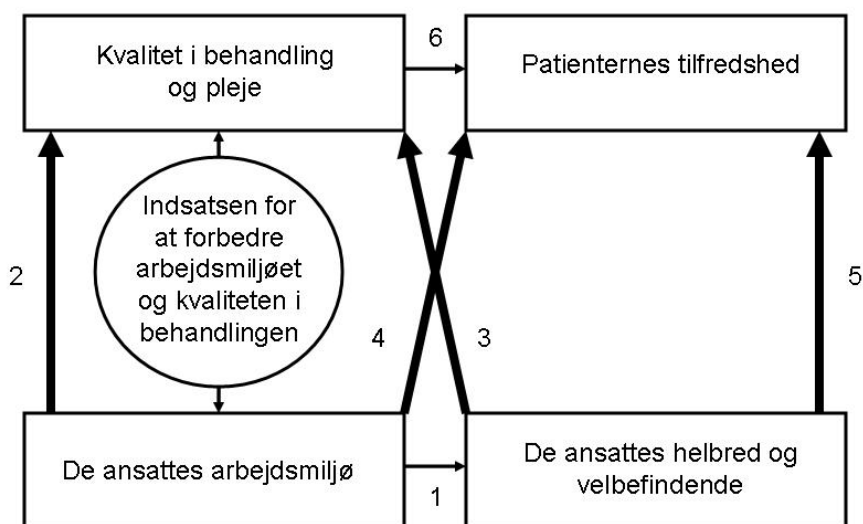 Kvalitet i behandling
og pleje
6
Patienternes tilfredshed
Indsatsen for
at forbedre
arbejdsmiljøet
og kvaliteten i
behandlingen
2
4
3
5
De ansattes arbejdsmiljø
1
De ansattes helbred og
velbefindende